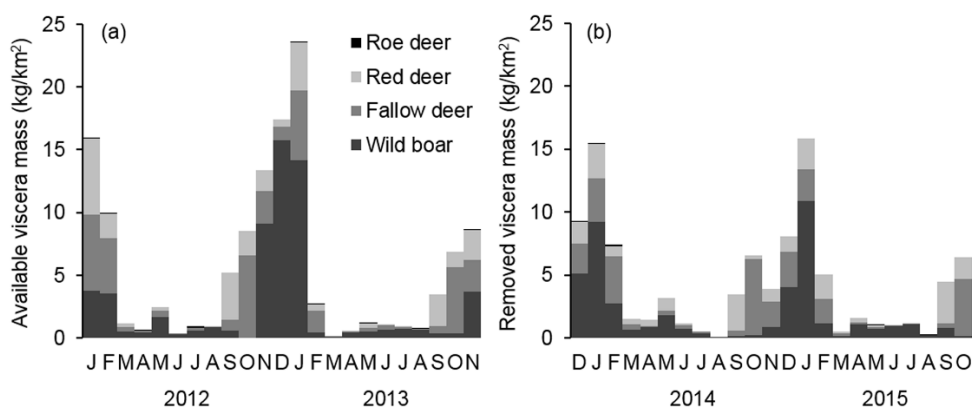 (a)
Available viscera mass (kg/km²)
25
20
15
10
5
0
Roe deer
Red deer
Fallow deer
Wild boar
J F M A M J J A S O N D J F M A M J J A S O N
2012 2013
(b)
Removed viscera mass (kg/km²)
25
20
15
10
5
0
D J F M A M J J A S O N D J F M A M J J A S O
2014 2015